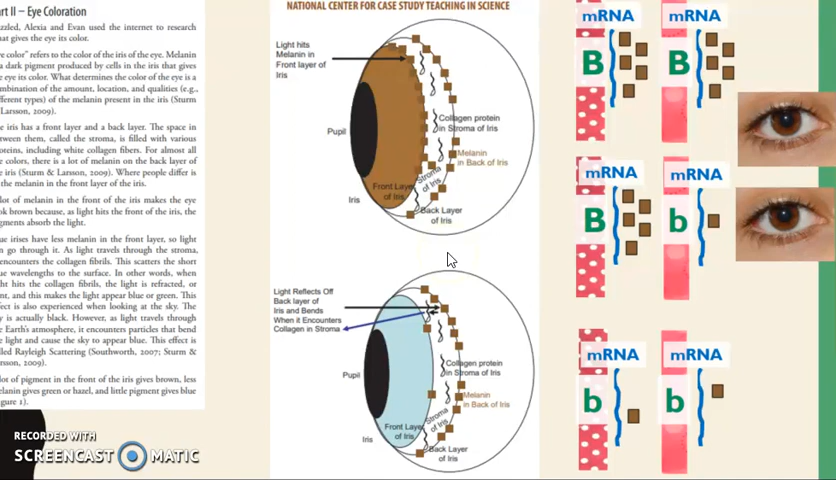 rt II – Eye Coloration
zzled, Alexia and Evan used the internet to research
hat gives the eye its color.
ye color" refers to the color of the iris of the eye. Melanin
a dark pigment produced by cells in the iris that gives
e eye its color. What determines the color of the eye is a
mbination of the amount, location, and qualities (e.g.,
fferent types) of the melanin present in the iris (Sturm
Larsson, 2009).
e iris has a front layer and a back layer. The space in
tween them, called the stroma, is filled with various
oteins, including white collagen fibers. For almost all
e colors, there is a lot of melanin on the back layer of
e iris (Sturm & Larsson, 2009). Where people differ is
the melanin in the front layer of the iris.
lot of melanin in the front of the iris makes the eye
ok brown because, as light hits the front of the iris, the
gments absorb the light.
ue irises have less melanin in the front layer, so light
n go through it. As light travels through the stroma,
encounters the collagen fibrils. This scatters the short
ue wavelengths to the surface. In other words, when
ht hits the collagen fibrils, the light is refracted, or
nt, and this makes the light appear blue or green. This
fect is also experienced when looking at the sky. The
y is actually black. However, as light travels through
e Earth's atmosphere, it encounters particles that bend
e light and cause the sky to appear blue. This effect is
lled Rayleigh Scattering (Southworth, 2007; Sturm &
rsson, 2009).
lot of pigment in the front of the iris gives brown, less
elanin gives green or hazel, and little pigment gives blue
igure 1).
RECORDED WITH
SCREENCAST MATIC
NATIONAL CENTER FOR CASE STUDY TEACHING IN SCIENCE
Light hits
Melanin in
Front layer of
Iris
Pupil
Iris
Front Layer
of Iris
Stroma
of Iris
Collagen protein
in Stroma of Iris
Melanin
in Back of Iris
Back Layer
of Iris
Light Reflects Off
Back layer of
Iris and Bends
When it Encounters
Collagen in Stroma
Pupil
Iris
Front Layer
of Iris
Stroma
of Iris
Collagen protein
in Stroma of Iris
Melanin
in Back of Iris
Back Layer
of Iris
mRNA mRNA
B B
mRNA mRNA
B b
mRNA mRNA
b b